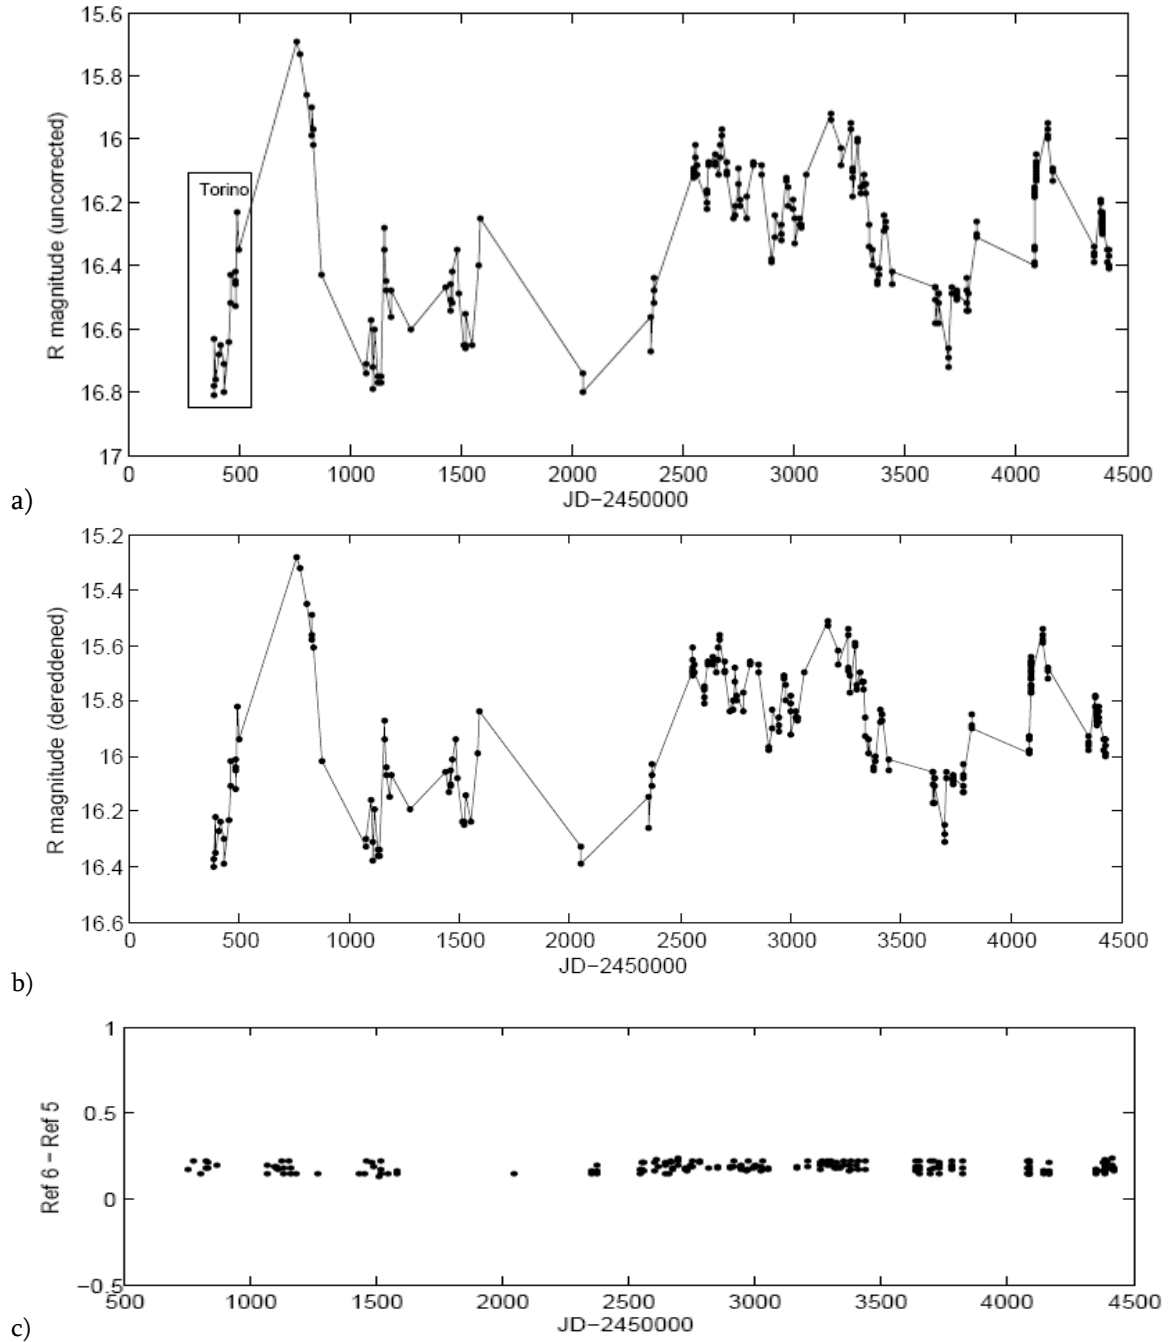 15.6
15.8
16
16.2
16.4
16.6
16.8
17
R magnitude (uncorrected)
Torino
0 500 1000 1500 2000 2500 3000 3500 4000 4500
JD−2450000
a)
15.2
15.4
15.6
15.8
16
16.2
16.4
16.6
R magnitude (dereddened)
0 500 1000 1500 2000 2500 3000 3500 4000 4500
JD−2450000
b)
1
0.5
0
−0.5
Ref 6 − Ref 5
500 1000 1500 2000 2500 3000 3500 4000 4500
JD−2450000
c)